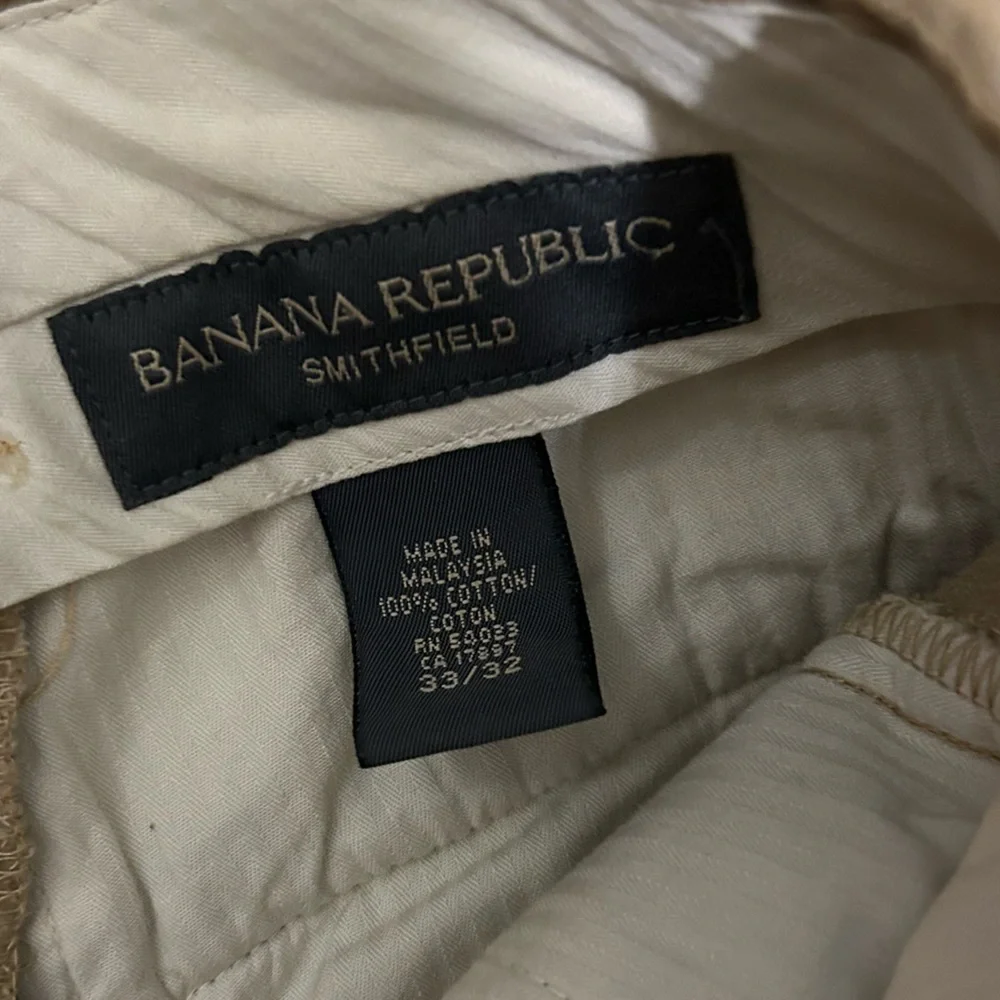 BANANA REPUBLIC
SMITHFIELD
MADE IN
MALAYSIA
100% COTTON/
COTON
RN 54023
CA 17897
33/32